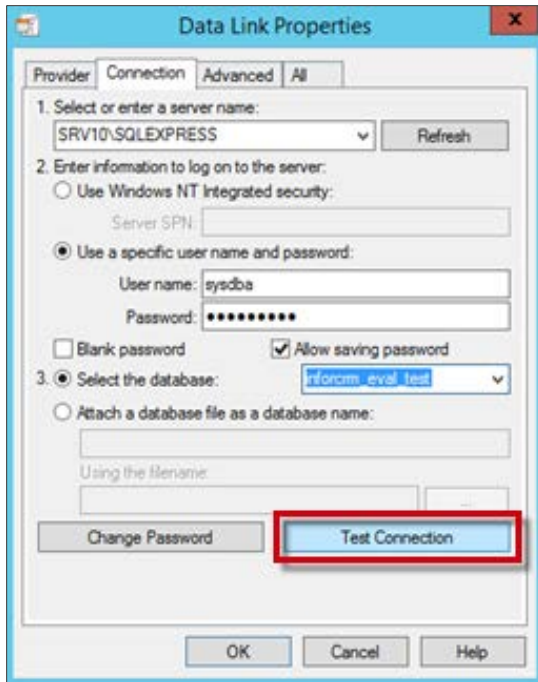 Data Link Properties
x
Provider Connection Advanced All
1. Select or enter a server name:
SRV10\SQLEXPRESS Refresh
2. Enter information to log on to the server:
Use Windows NT Integrated security:
Server SPN:
Use a specific user name and password:
User name: sysdba
Password: •••••••••
Blank password Allow saving password
3. Select the database: inforcrm_eval_test
Attach a database file as a database name:
Using the filename:
...
Change Password Test Connection
OK Cancel Help